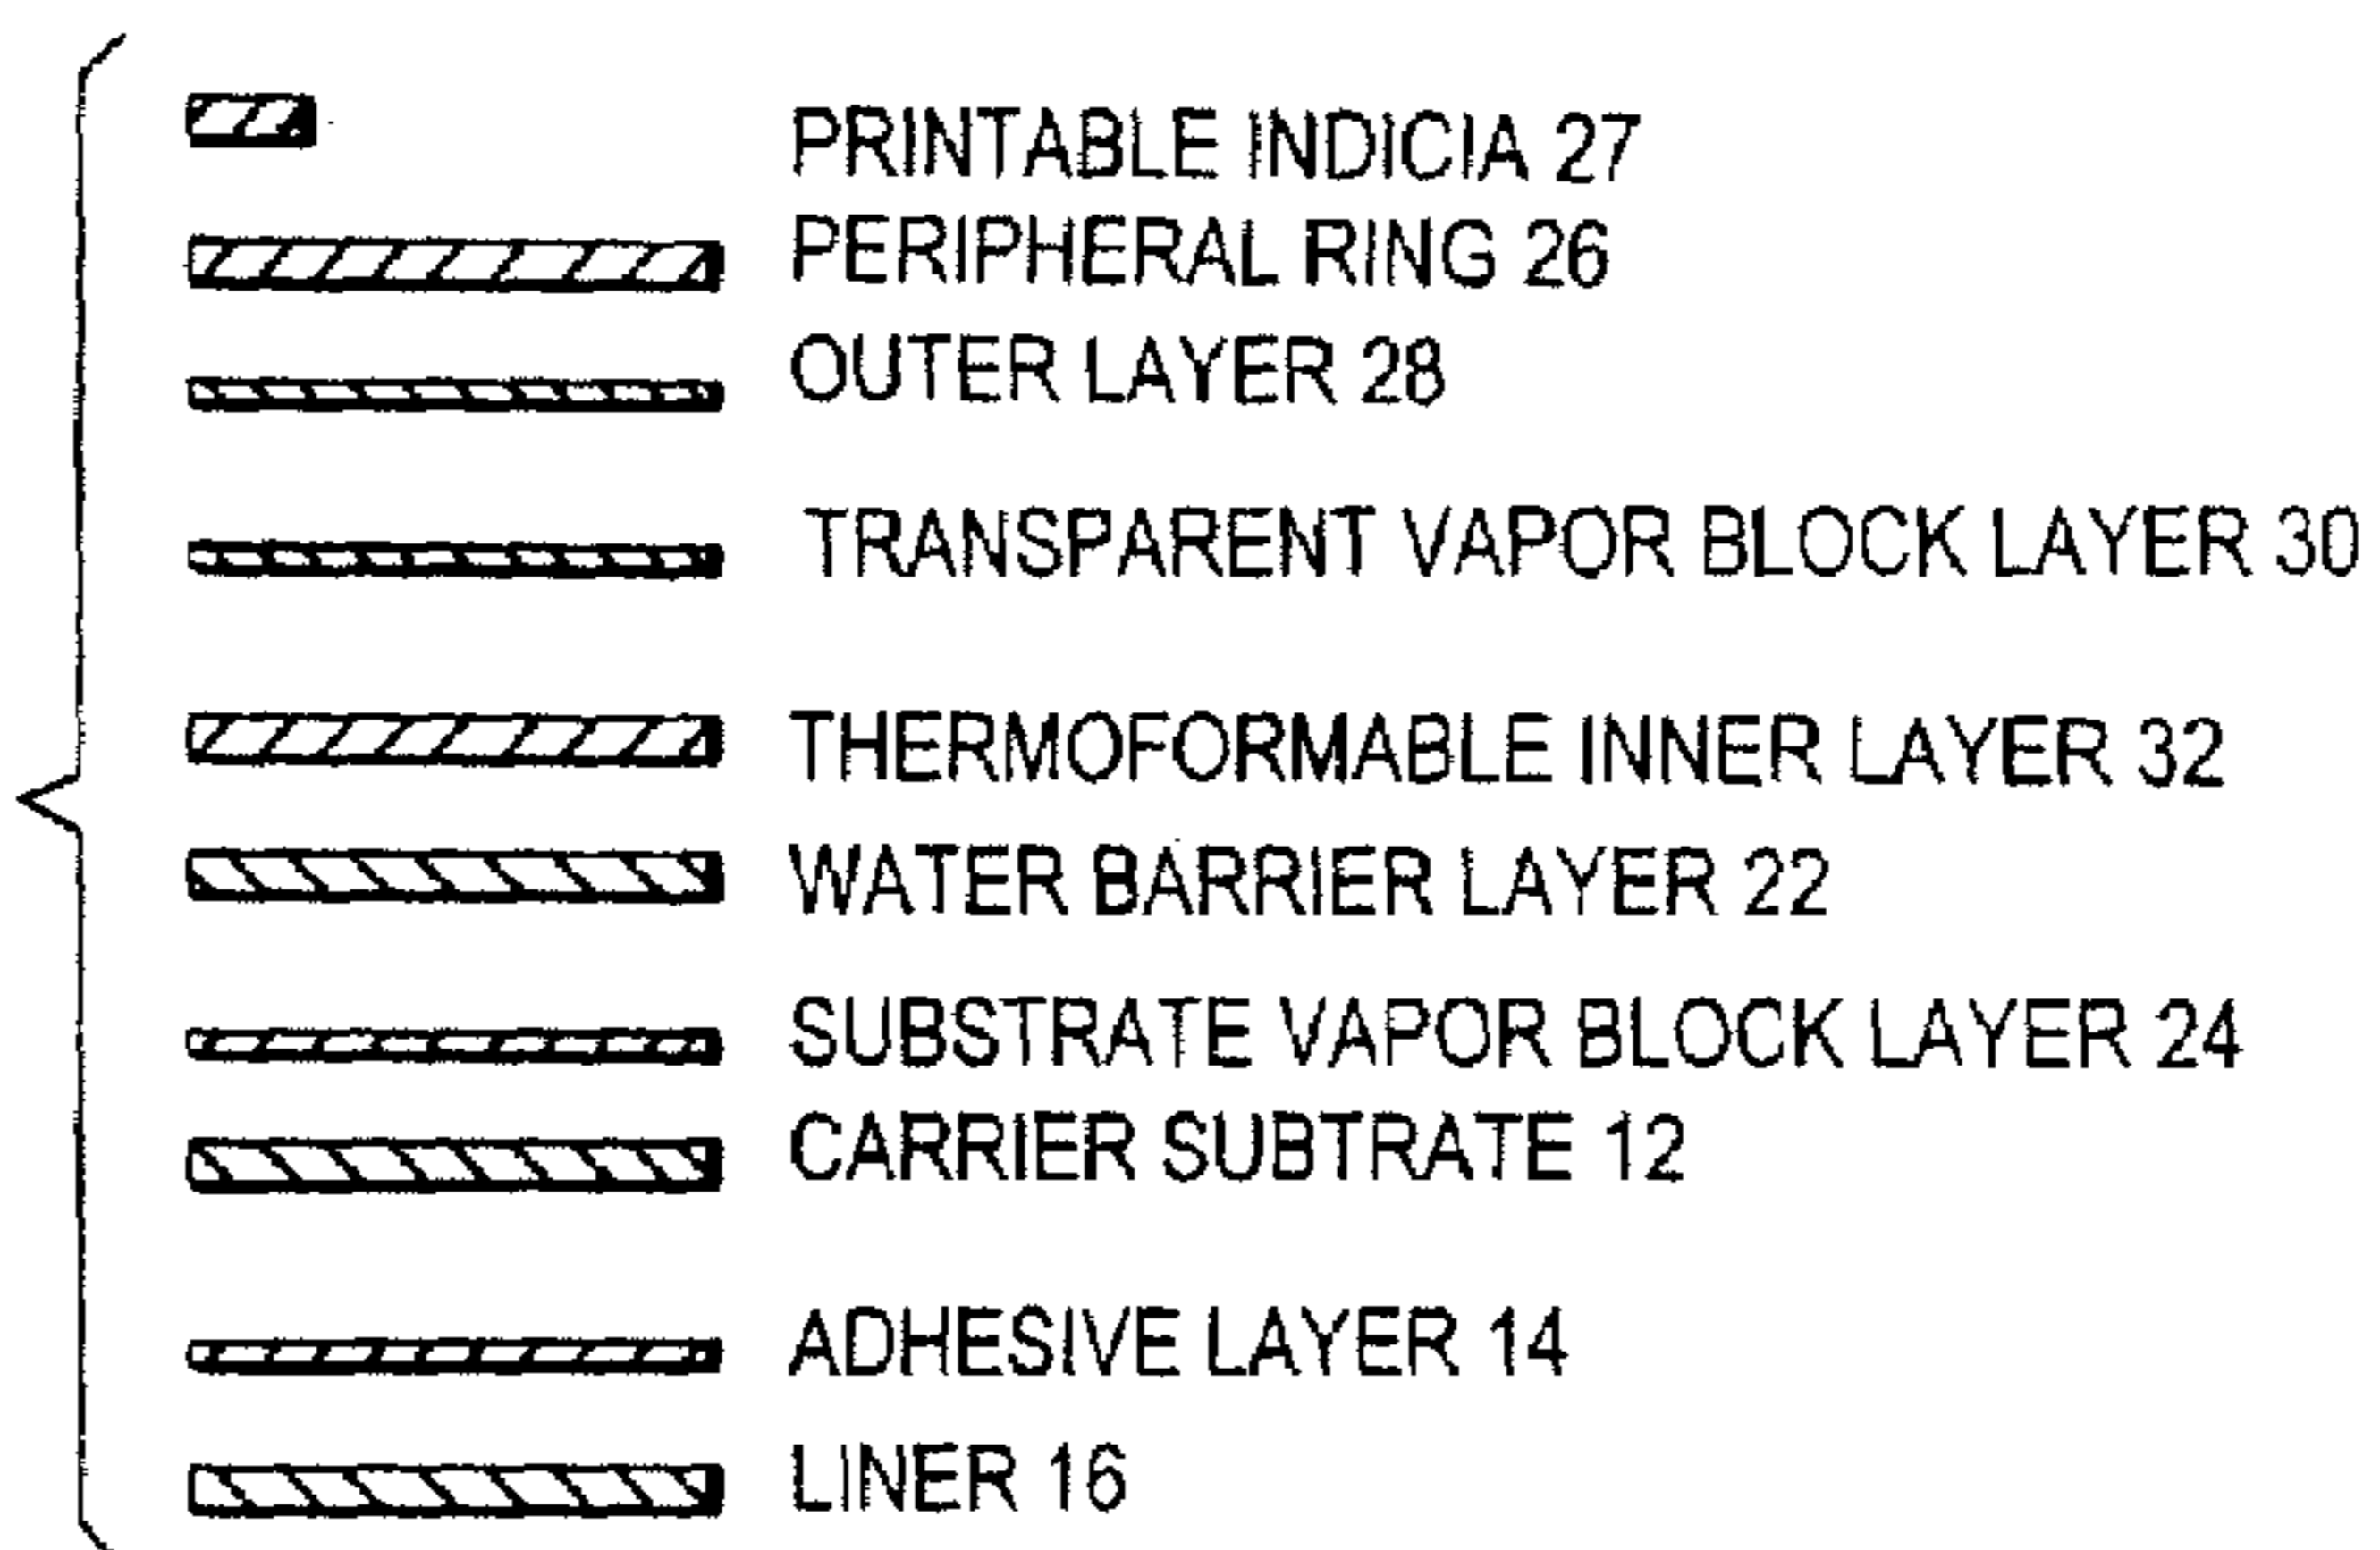 PRINTABLE INDICIA 27
PERIPHERAL RING 26
OUTER LAYER 28
TRANSPARENT VAPOR BLOCK LAYER 30
THERMOFORMABLE INNER LAYER 32
WATER BARRIER LAYER 22
SUBSTRATE VAPOR BLOCK LAYER 24
CARRIER SUBTRATE 12
ADHESIVE LAYER 14
LINER 16